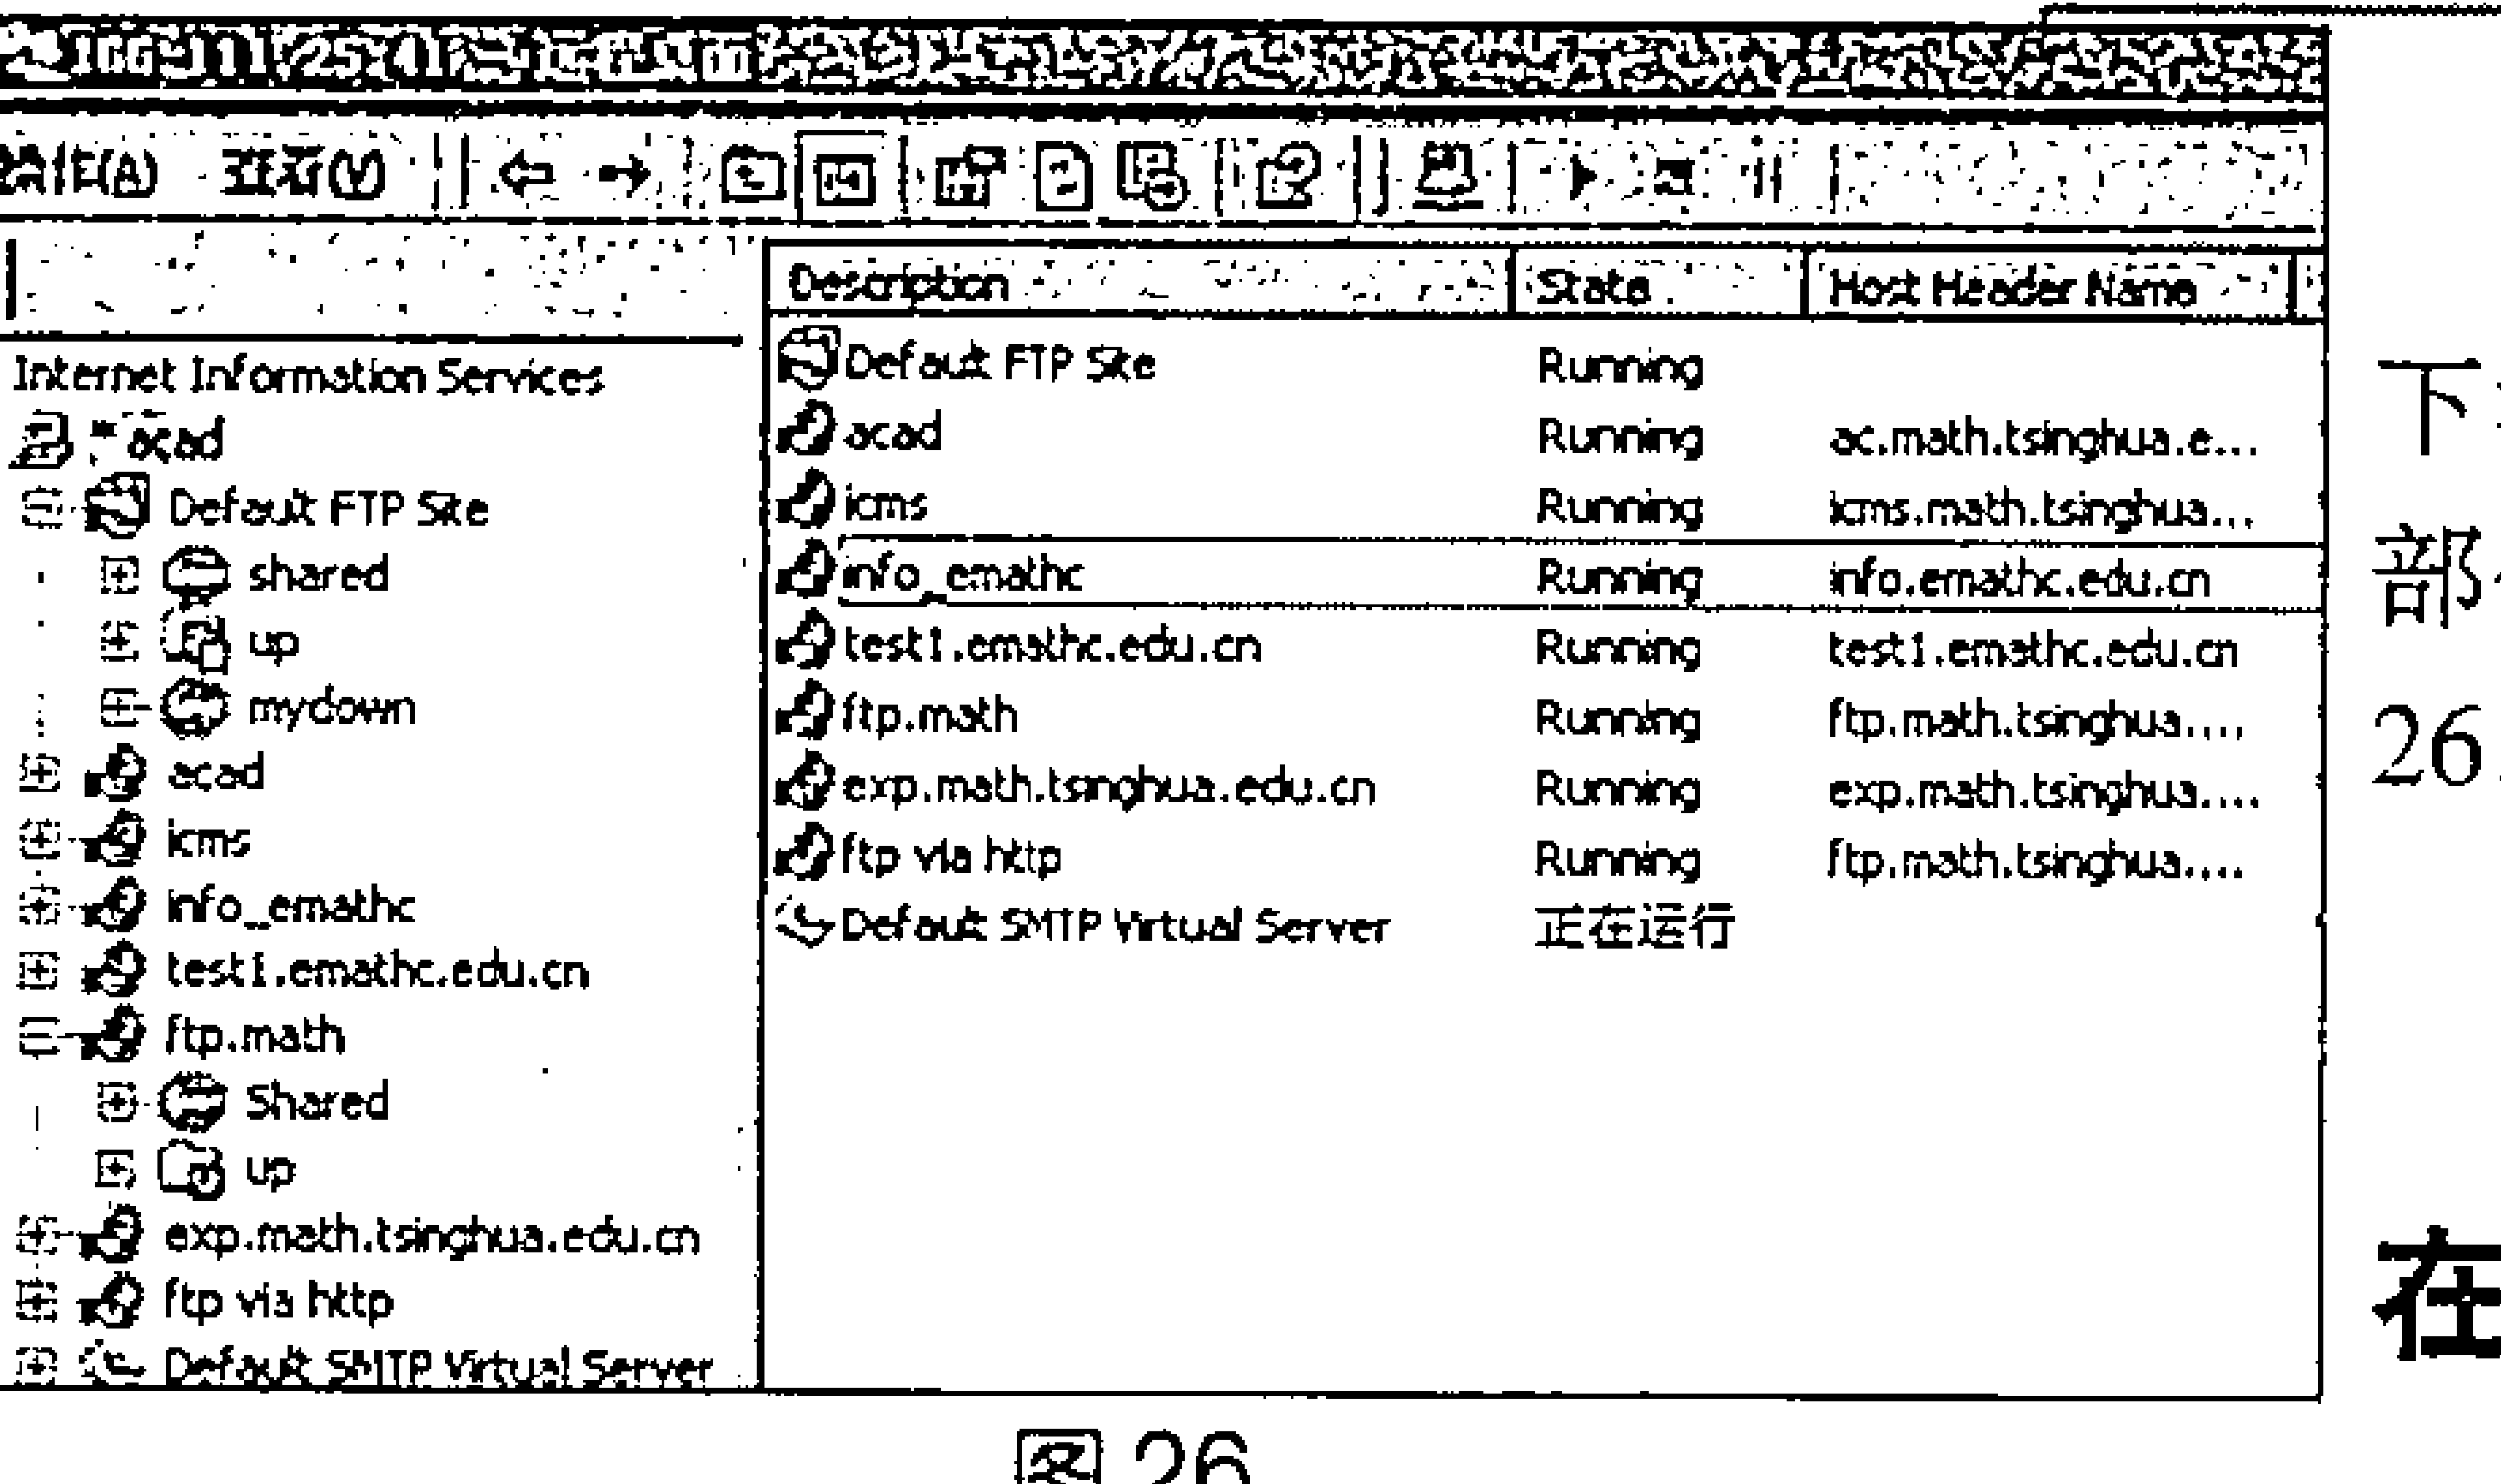 操作(A) 查看(V)
Description State Host Header Name
Internet Information Services
acad
Default FTP Site
shared
up
mydown
acad
icms
info_emathc
test1.emathc.edu.cn
ftp.math
Shared
up
exp.math.tsinghua.edu.cn
ftp via http
Default SMTP Virtual Server
Default FTP Site Running
acad Running ac.math.tsinghua.e...
icms Running icms.math.tsinghua...
info_emathc Running info.emathc.edu.cn
test1.emathc.edu.cn Running test1.emathc.edu.cn
ftp.math Running ftp.math.tsinghua....
exp.math.tsinghua.edu.cn Running exp.math.tsinghua....
ftp via http Running ftp.math.tsinghua....
Default SMTP Virtual Server 正在运行
图 26
下
部
26
在